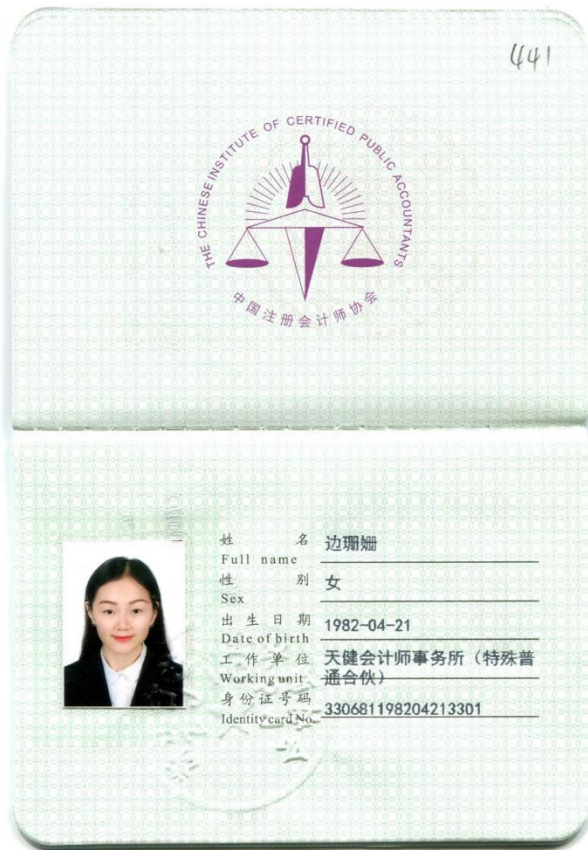 441
THE CHINESE INSTITUTE OF CERTIFIED PUBLIC ACCOUNTANTS
中国注册会计师协会
姓 名 边珊姗
Full name
性 别 女
Sex
出生日期 1982-04-21
Date of birth
工作单位 天健会计师事务所（特殊普
Working unit 通合伙）
身份证号码 330681198204213301
Identity card No.